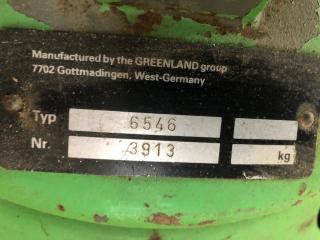 Manufactured by the GREENLAND group
7702 Gottmadingen, West-Germany
Typ 6546
Nr. 3913 kg